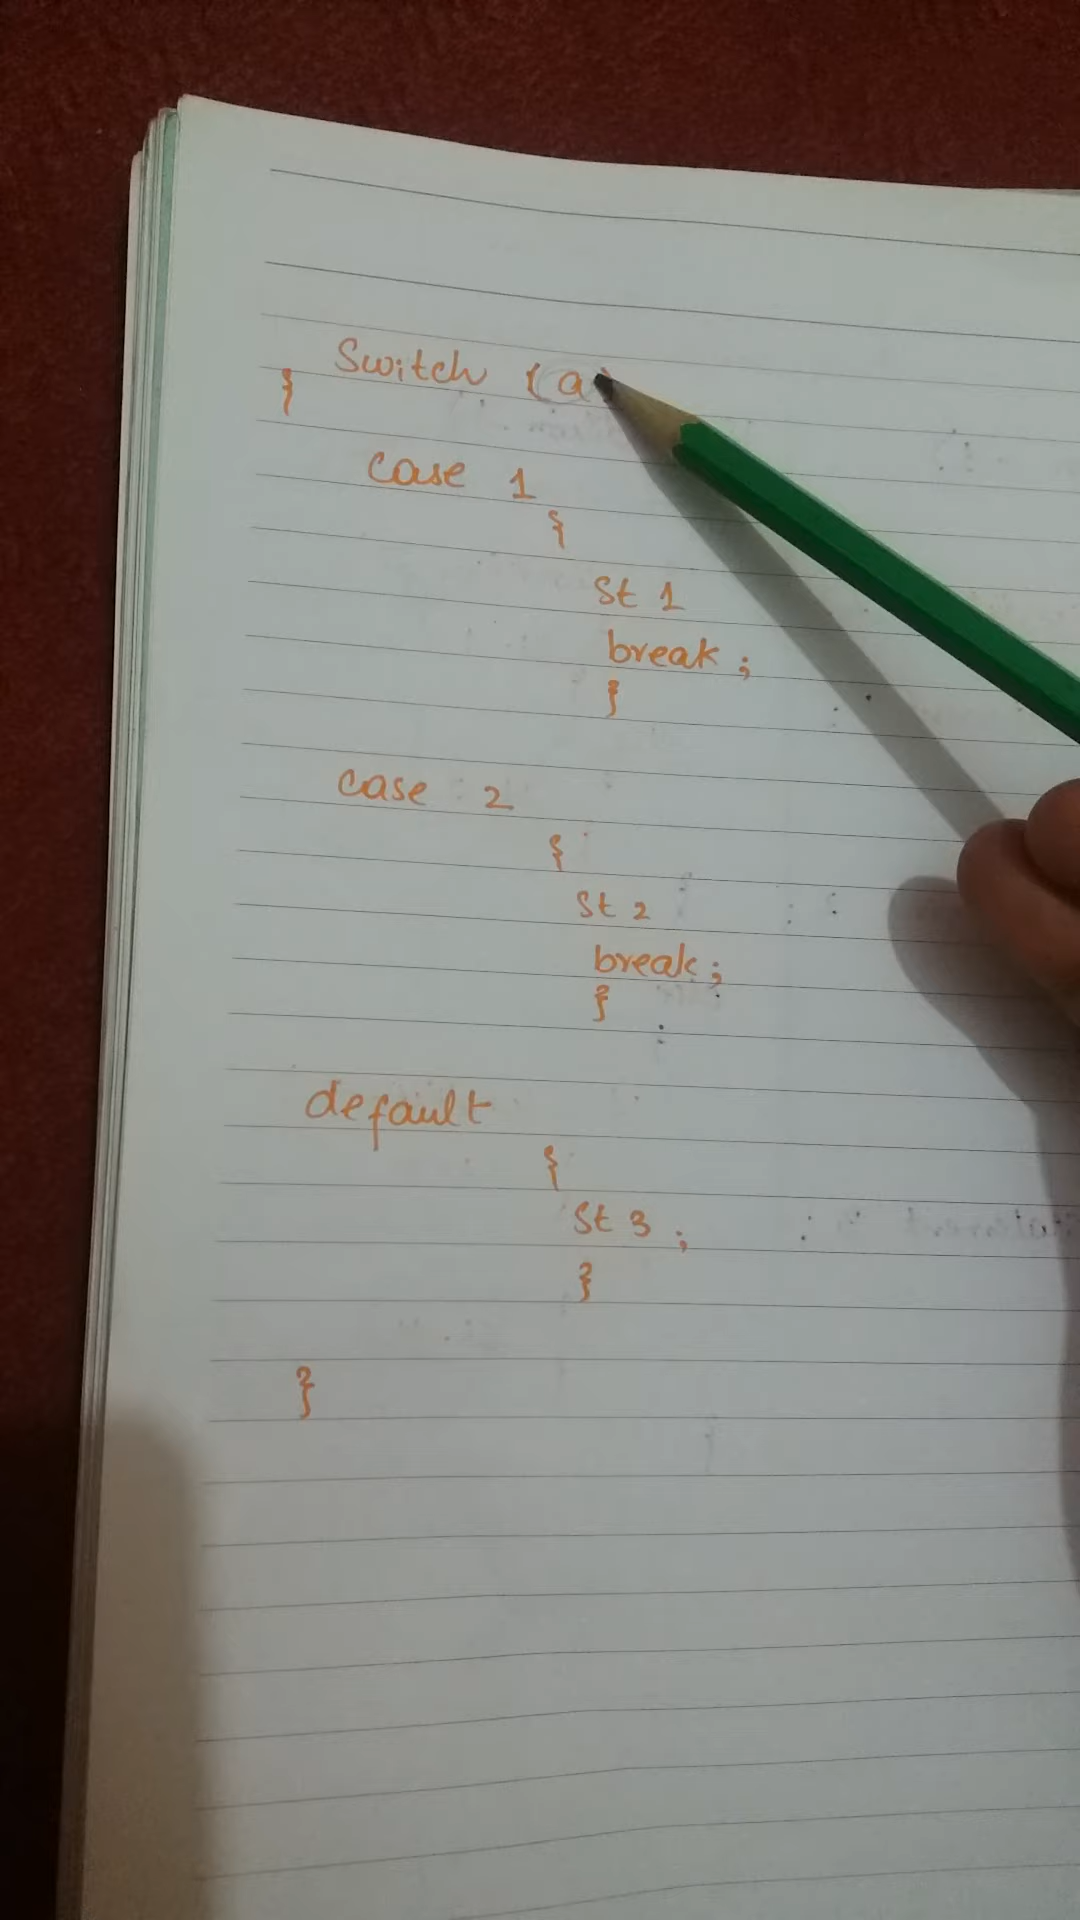 Switch (a)
{
case 1
{
St 1
break ;
}
case 2
{
St 2
break ;
}
default
{
St 3 ;
}
}